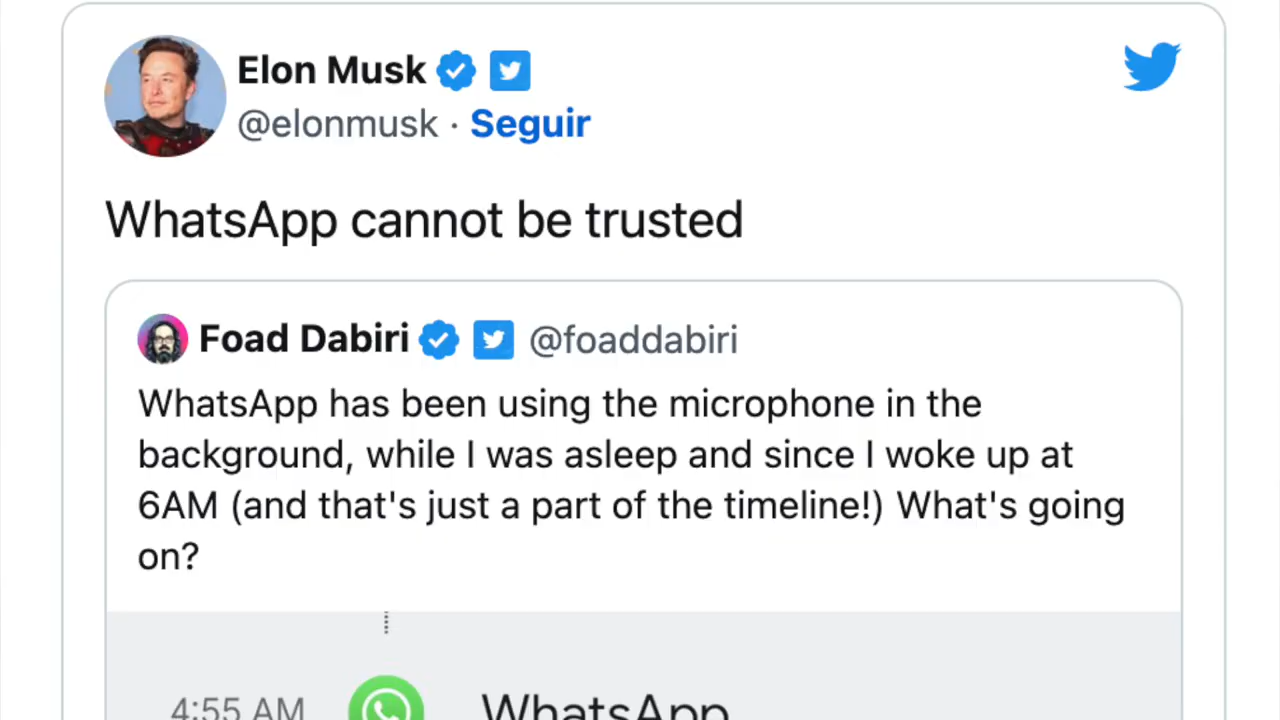 Elon Musk
@elonmusk · Seguir
WhatsApp cannot be trusted
Foad Dabiri @foaddabiri
WhatsApp has been using the microphone in the
background, while I was asleep and since I woke up at
6AM (and that's just a part of the timeline!) What's going
on?
4:55 AM WhatsApp